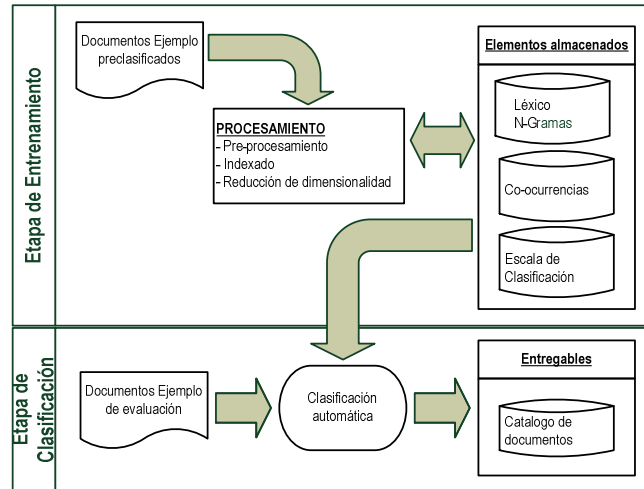 Etapa de Entrenamiento
Documentos Ejemplo
preclasificados
PROCESAMIENTO
- Pre-procesamiento
- Indexado
- Reducción de dimensionalidad
Elementos almacenados
Léxico
N-Gramas
Co-ocurrencias
Escala de
Clasificación
Etapa de
Clasificación
Documentos Ejemplo
de evaluación
Clasificación
automática
Entregables
Catalogo de
documentos